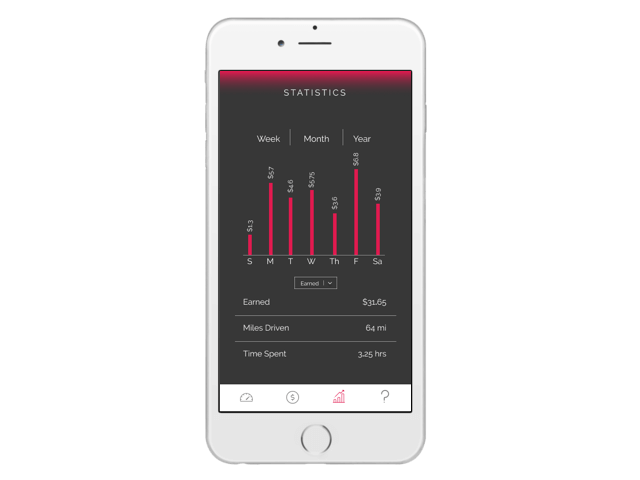 STATISTICS
Week Month Year
$1.3 $5.7 $4.6 $5.75 $3.6 $6.8 $3.9
S M T W Th F Sa
Earned
Earned $31.65
Miles Driven 64 mi
Time Spent 3.25 hrs
$ ?